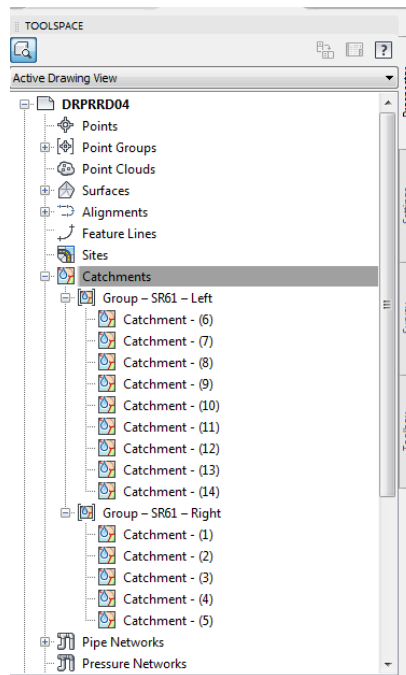 TOOLSPACE
?
Active Drawing View
DRPRRD04
Points
Point Groups
Point Clouds
Surfaces
Alignments
Feature Lines
Sites
Catchments
Group – SR61 – Left
Catchment - (6)
Catchment - (7)
Catchment - (8)
Catchment - (9)
Catchment - (10)
Catchment - (11)
Catchment - (12)
Catchment - (13)
Catchment - (14)
Group – SR61 – Right
Catchment - (1)
Catchment - (2)
Catchment - (3)
Catchment - (4)
Catchment - (5)
Pipe Networks
Pressure Networks